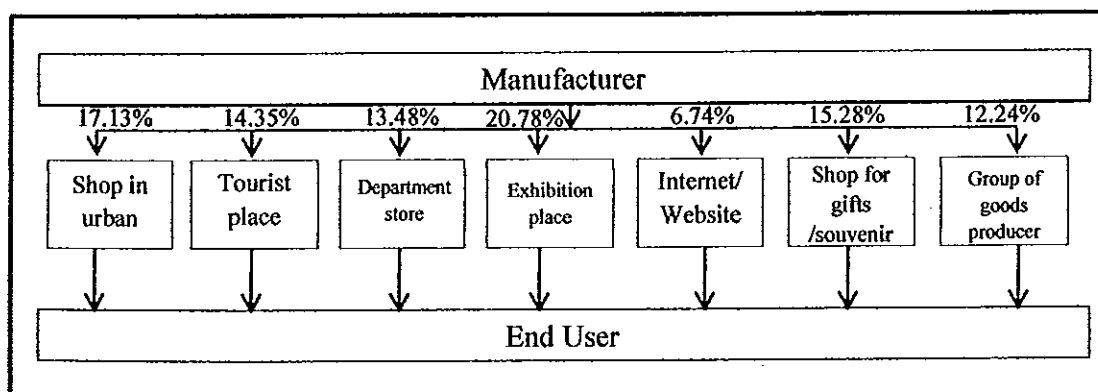 Manufacturer
17.13% 14.35% 13.48% 20.78% 6.74% 15.28% 12.24%
Shop in
urban
Tourist
place
Department
store
Exhibition
place
Internet/
Website
Shop for
gifts
/souvenir
Group of
goods
producer
End User